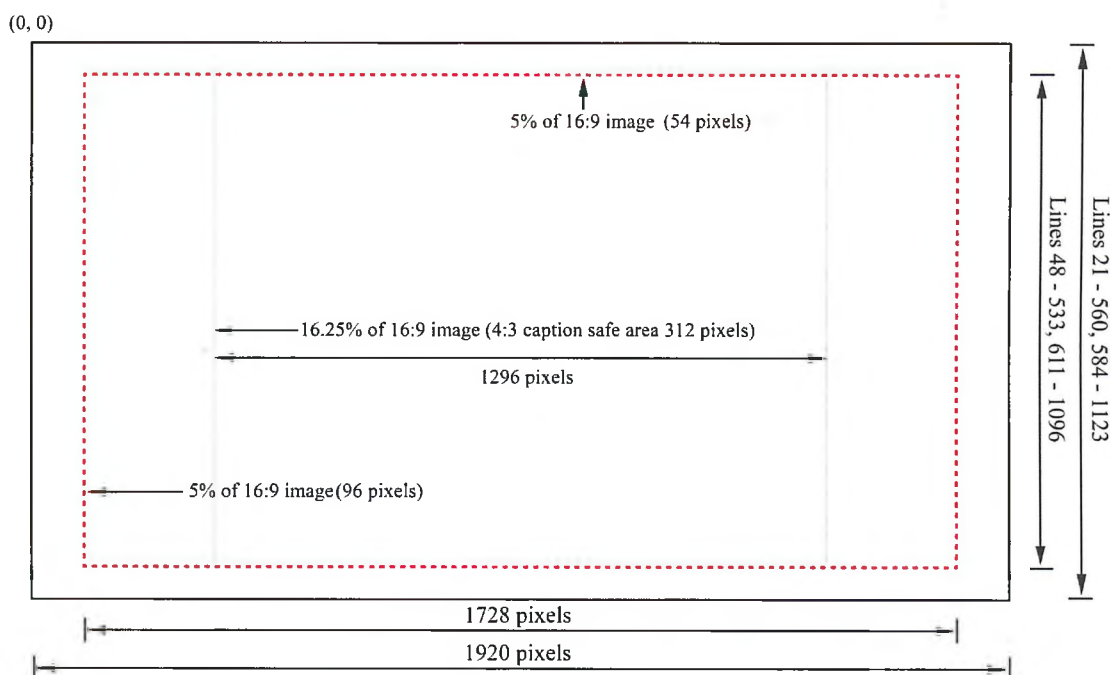 (0, 0)
5% of 16:9 image (54 pixels)
16.25% of 16:9 image (4:3 caption safe area 312 pixels)
1296 pixels
5% of 16:9 image (96 pixels)
Lines 48 - 533, 611 - 1096
Lines 21 - 560, 584 - 1123
1728 pixels
1920 pixels